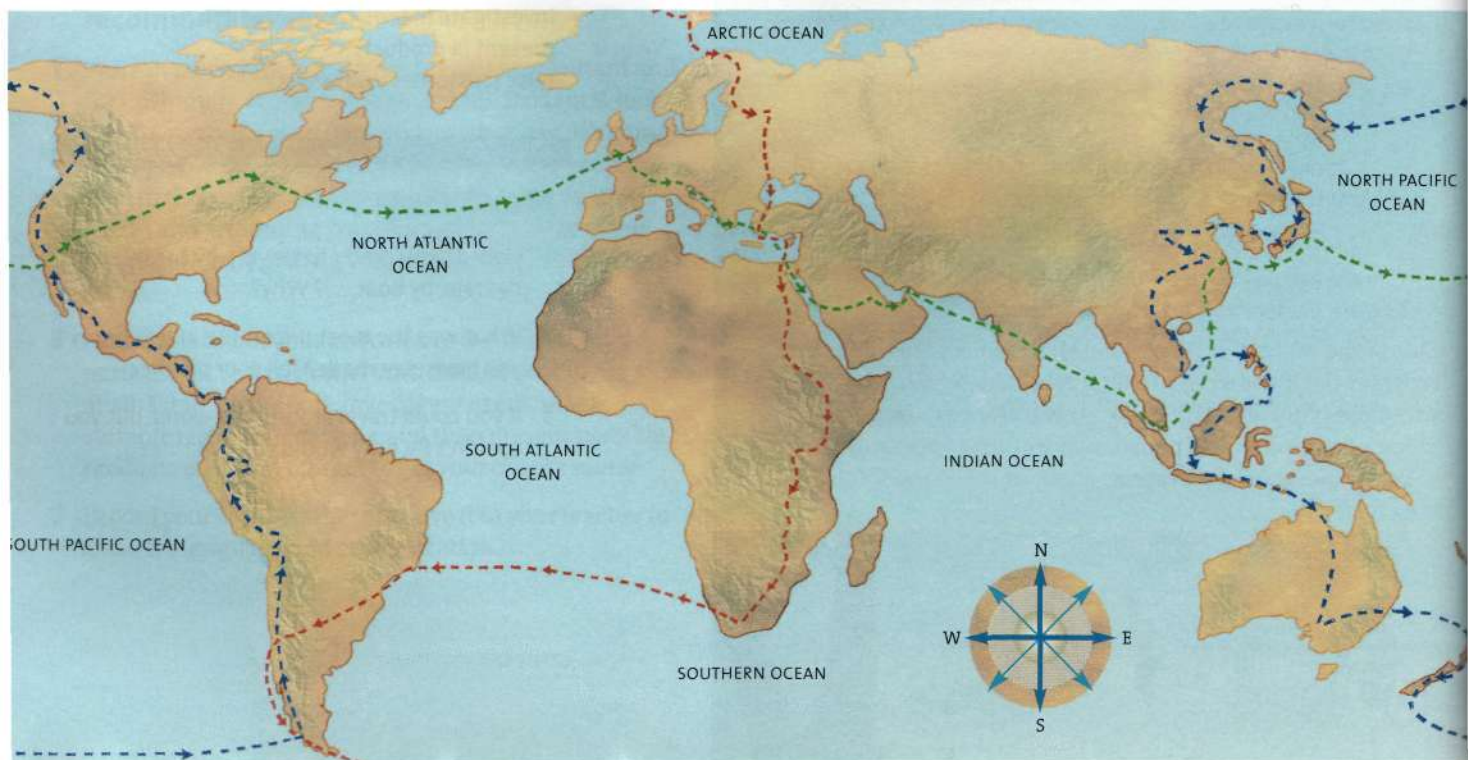 ARCTIC OCEAN
NORTH PACIFIC
OCEAN
NORTH ATLANTIC
OCEAN
SOUTH ATLANTIC
OCEAN
INDIAN OCEAN
OUTH PACIFIC OCEAN
N
W
E
S
SOUTHERN OCEAN